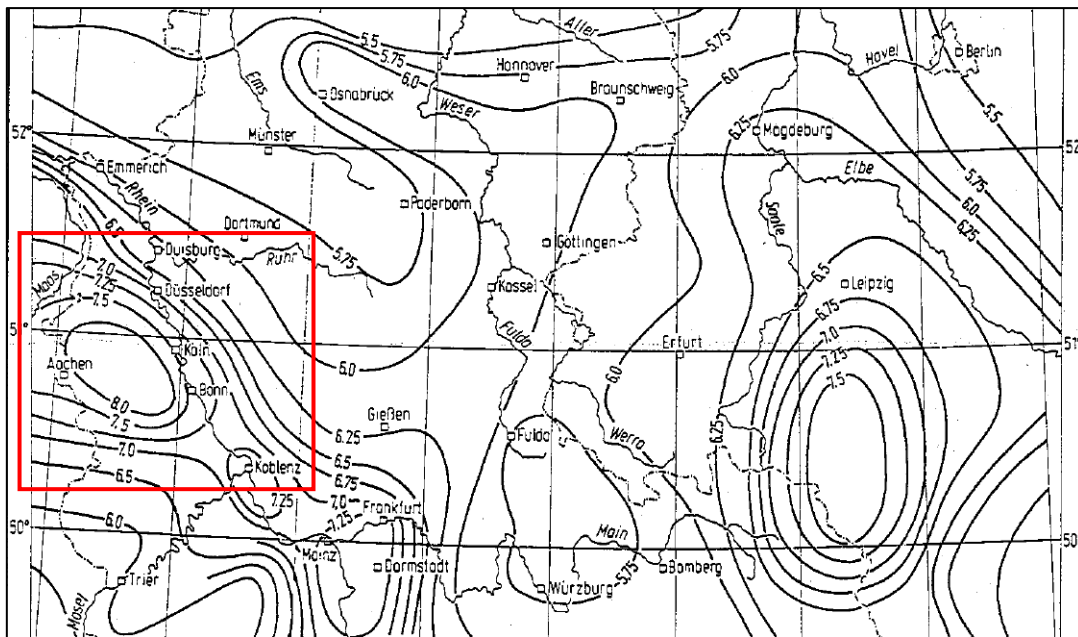 5.5
5.75
6.0
Aller
5.75
6.0
Havel
Berlin
Hannover
Ems
Osnabrück
Braunschweig
Weser
5.5
52°
Münster
6.25
Magdeburg
52
Emmerich
Elbe
5.75
6.0
6.25
Rhein
Paderborn
Saale
Dortmund
6.5
Duisburg
Ruhr
5.75
Göttingen
6.5
Maas
7.0
7.25
7.5
Düsseldorf
Kassel
Leipzig
6.75
51°
7.0
Köln
Fulda
Erfurt
51°
7.25
Aachen
6.0
7.5
Bonn
6.0
8.0
7.5
Gießen
6.25
Fulda
Werra
6.25
7.0
6.5
Koblenz
6.5
6.75
7.25
7.0
Frankfurt
7.25
6.0
50°
Main
50
Mainz
Darmstadt
Bamberg
5.75
Trier
Würzburg
Mosel